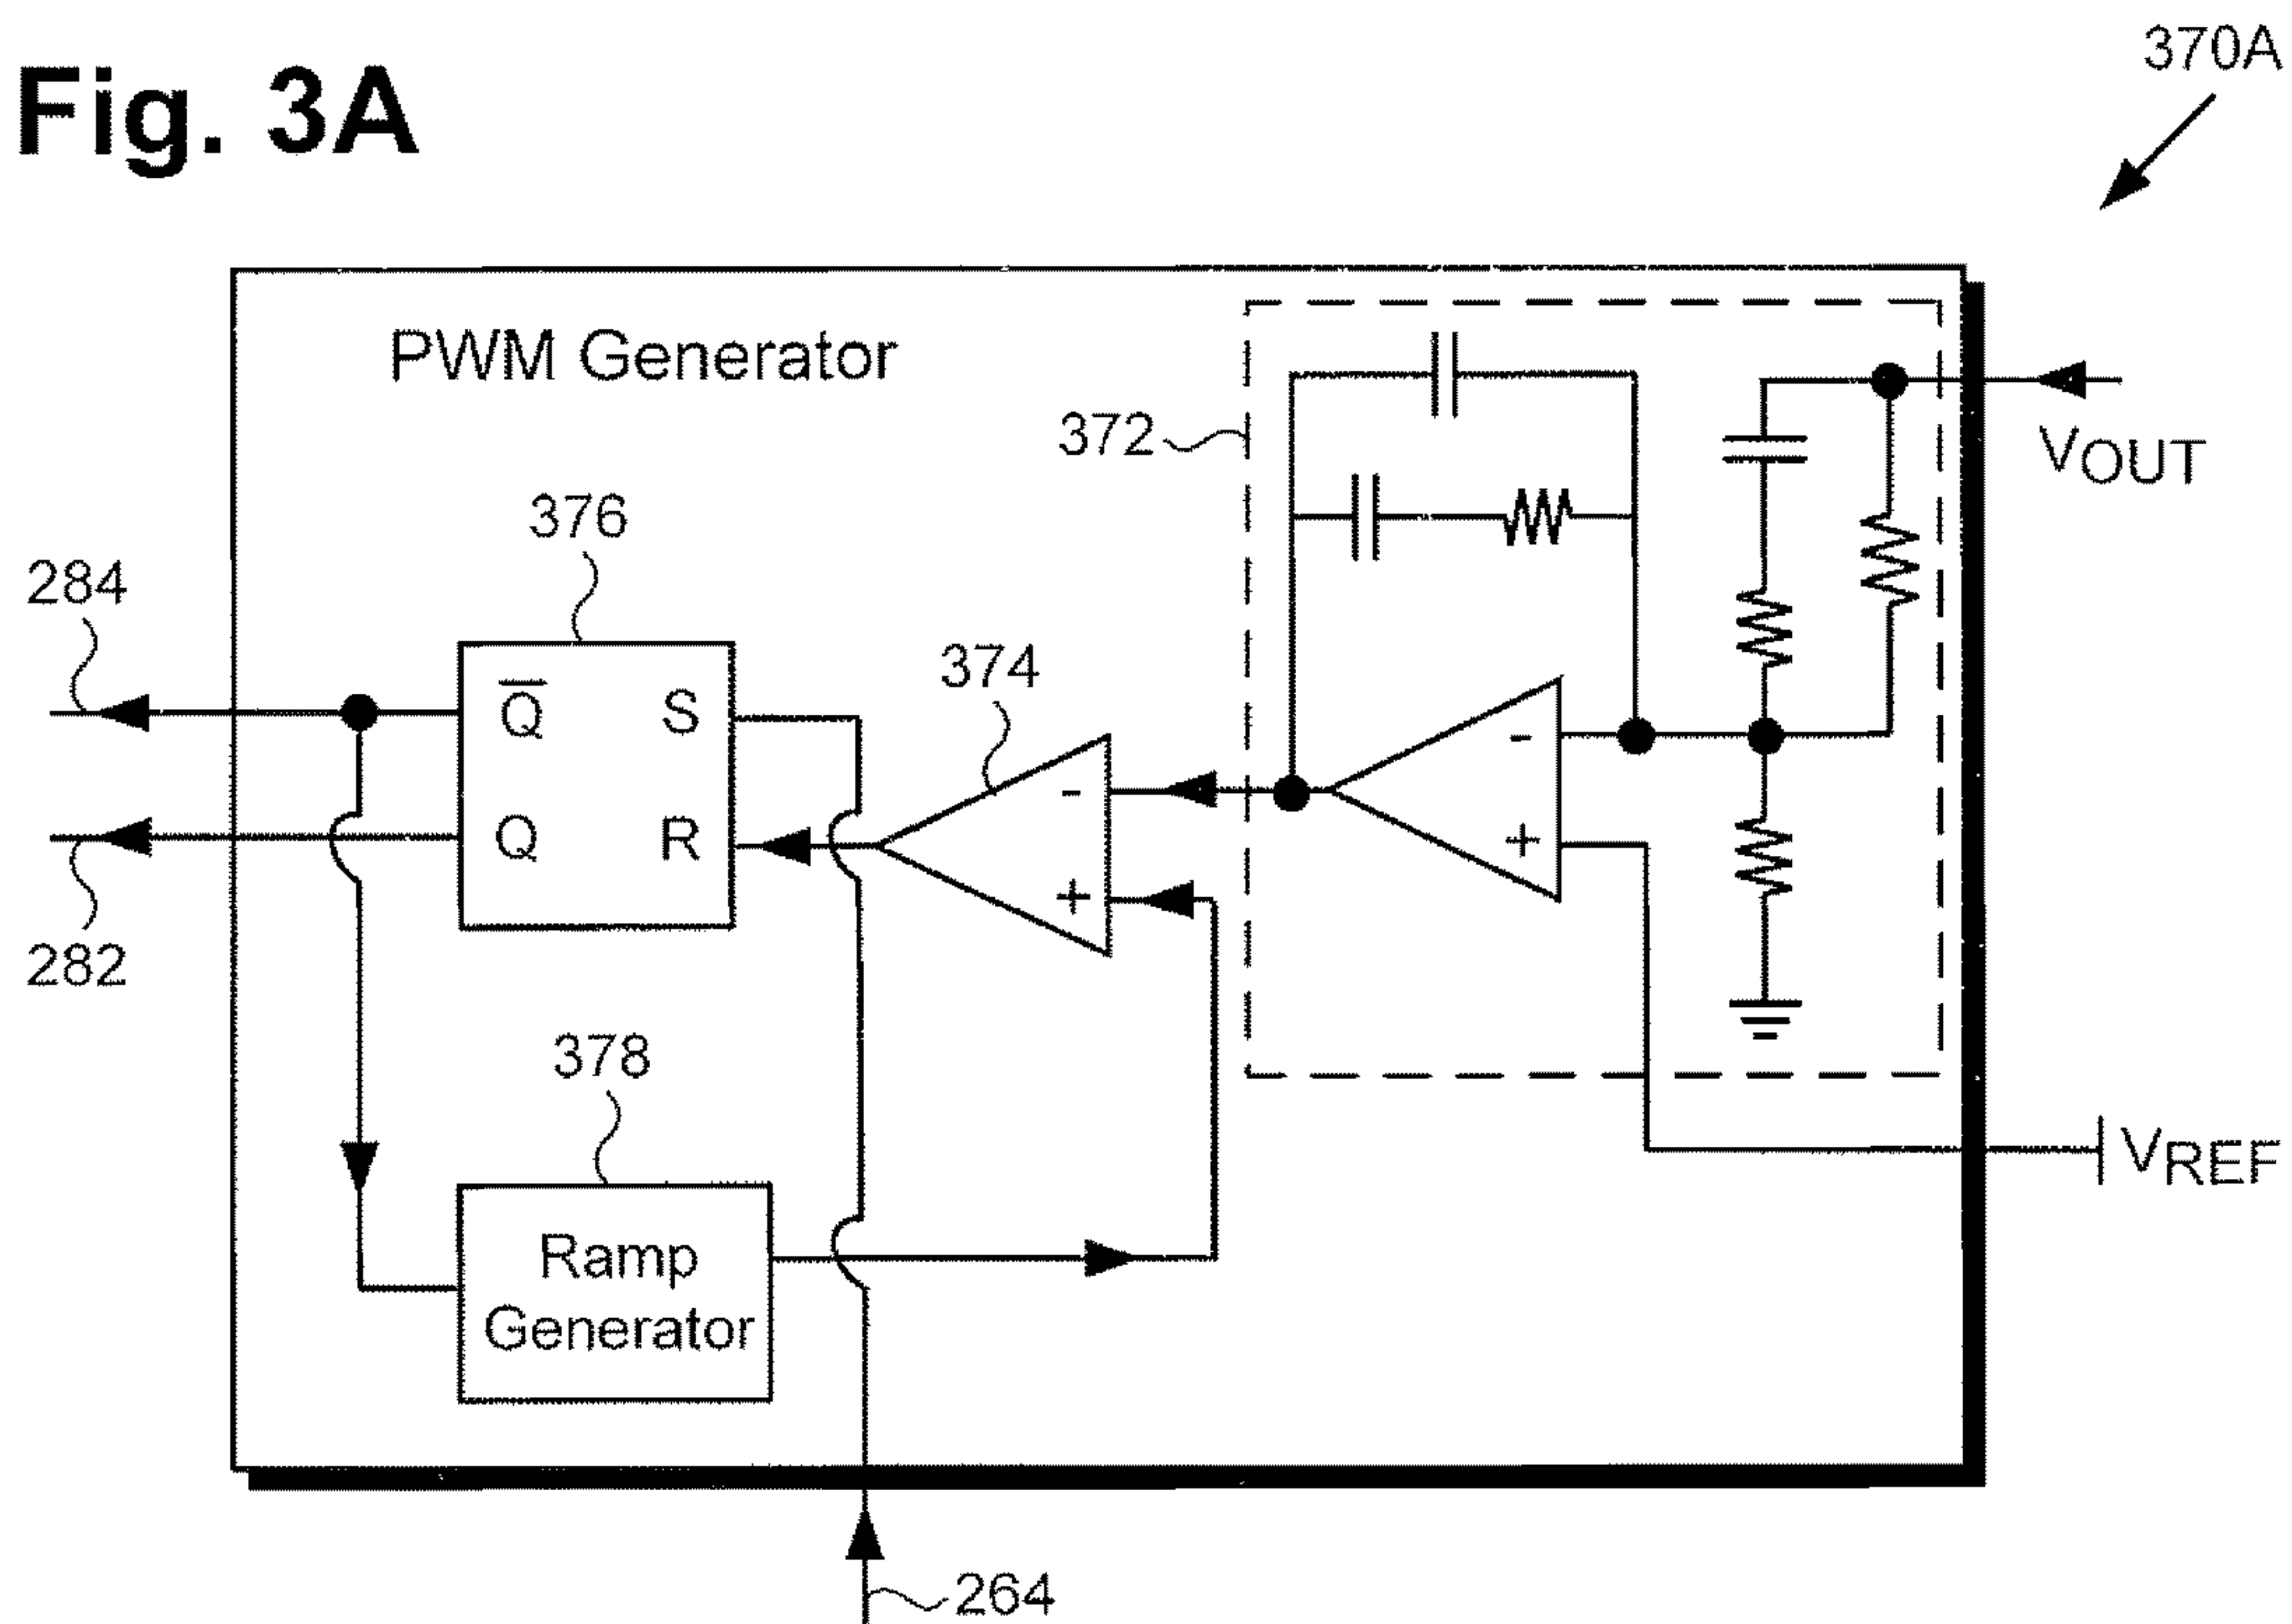 370A
Fig. 3A
PWM Generator
372
VOUT
376
284
Q̅ S
374
-
-
Q R
+
+
282
378
Ramp
Generator
VREF
264